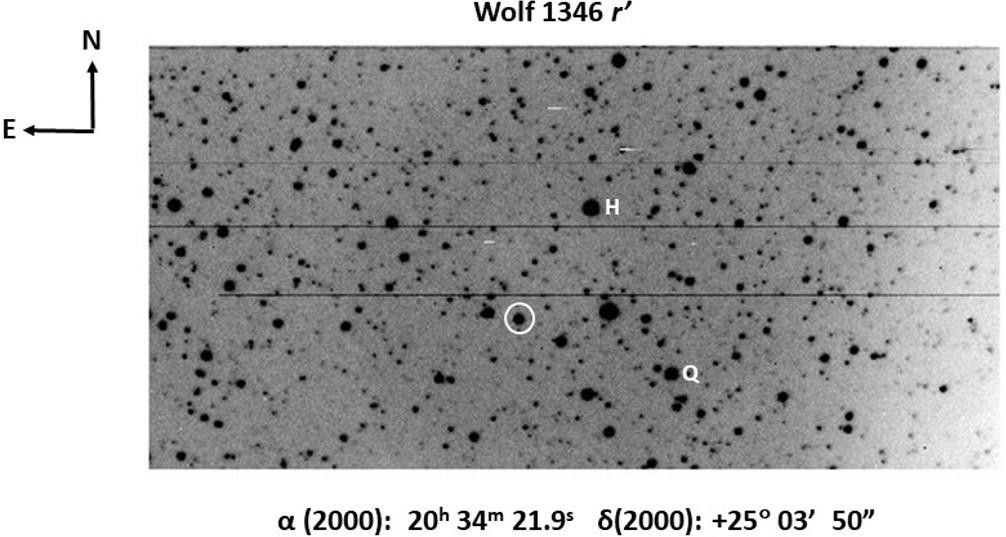 Wolf 1346 r’
N
E
H
Q
α (2000): 20ʰ 34ᵐ 21.9ˢ δ(2000): +25° 03’ 50”